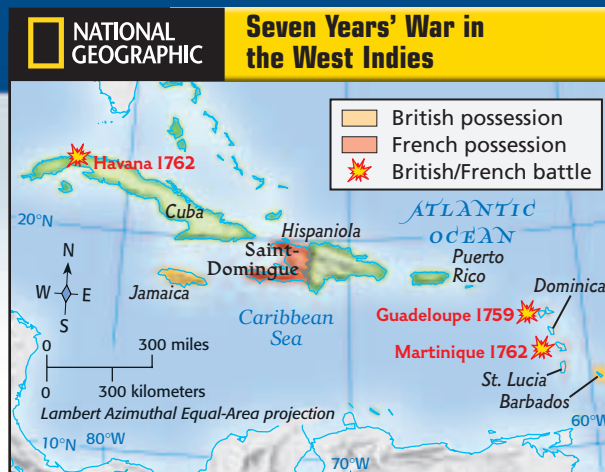 NATIONAL
GEOGRAPHIC
Seven Years' War in
the West Indies
British possession
French possession
British/French battle
Havana 1762
Cuba
ATLANTIC
OCEAN
20°N
Hispaniola
Saint-
Domingue
Puerto
Rico
N
W E
S
Jamaica
Dominica
Caribbean
Sea
Guadeloupe 1759
0 300 miles
Martinique 1762
0 300 kilometers
St. Lucia
Barbados
Lambert Azimuthal Equal-Area projection
60°W
10°N 80°W
70°W